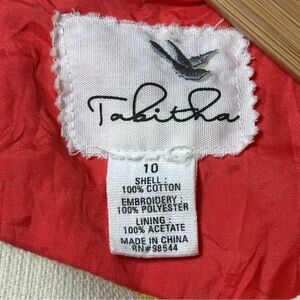 Tabitha
10
SHELL :
100% COTTON
EMBROIDERY :
100% POLYESTER
LINING :
100% ACETATE
MADE IN CHINA
RN#98544